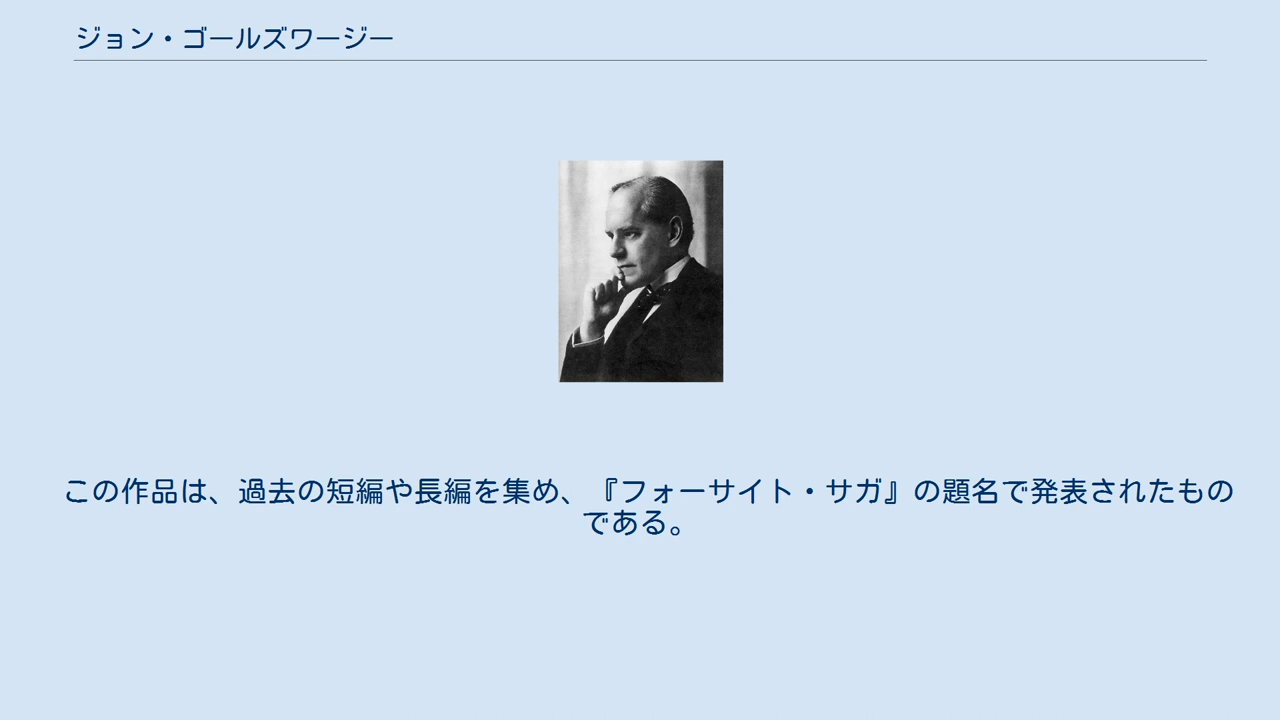 ジョン・ゴールズワージー
この作品は、過去の短編や長編を集め、『フォーサイト・サガ』の題名で発表されたもの
である。